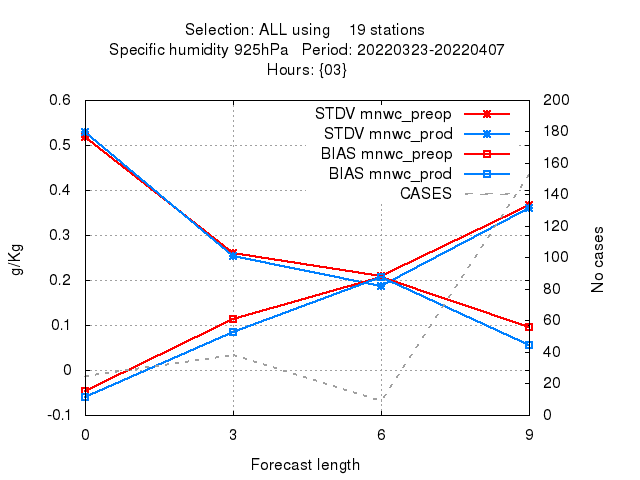 Selection: ALL using 19 stations
Specific humidity 925hPa Period: 20220323-20220407
Hours: {03}
STDV mnwc_preop
STDV mnwc_prod
BIAS mnwc_preop
BIAS mnwc_prod
CASES
0.6
0.5
0.4
0.3
0.2
0.1
0
-0.1
g/Kg
200
180
160
140
120
100
80
60
40
20
0
No cases
0 3 6 9
Forecast length